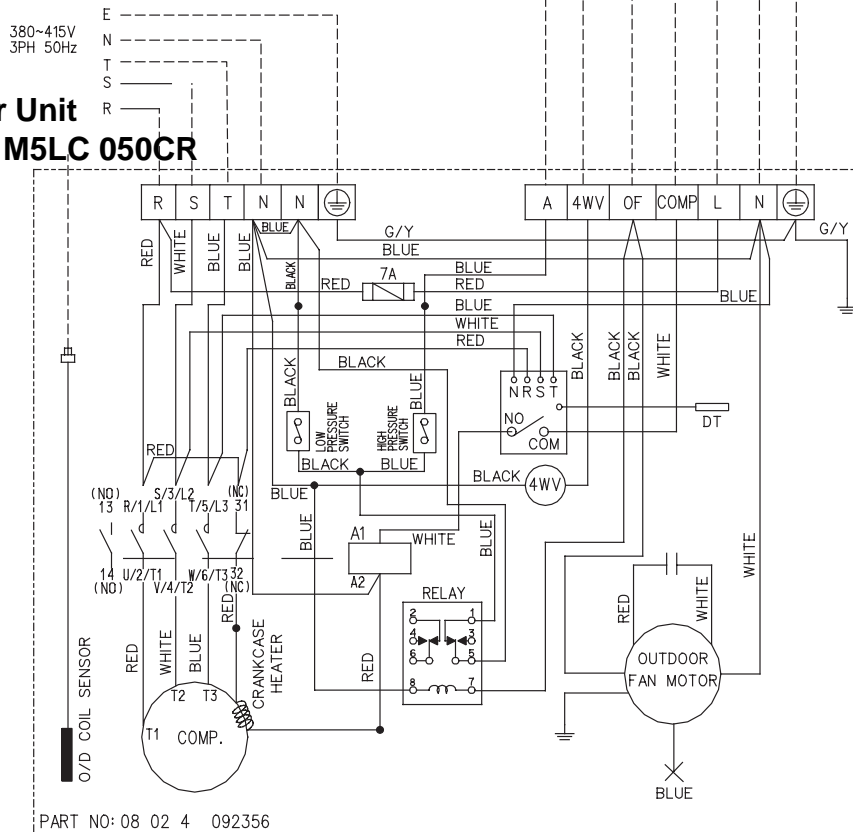 E
380~415V
3PH 50Hz
N
T
S
R
r Unit
M5LC 050CR
R S T N N
A 4WV OF COMP L N
BLUE
G/Y
G/Y
BLUE
RED
WHITE
BLUE
BLUE
BLACK
RED
7A
BLUE
RED
BLUE
BLUE
WHITE
RED
BLACK
BLACK
BLUE
BLACK
BLACK
BLACK
WHITE
N R S T
NO
COM
DT
LOW
PRESSURE
SWITCH
HIGH
PRESSURE
SWITCH
RED
BLACK
BLUE
BLACK
4WV
BLUE
(NO)
13
R/1/L1
S/3/L2
T/5/L3
(NC)
31
A1
WHITE
A2
BLUE
BLUE
14
(NO)
U/2/T1
V/4/T2
W/6/T3
32
(NC)
RED
RELAY
2 1
4 3
6 5
8 7
RED
WHITE
WHITE
RED
WHITE
BLUE
CRANKCASE
HEATER
RED
OUTDOOR
FAN MOTOR
T1
T2
T3
COMP.
O/D COIL SENSOR
BLUE
PART NO: 08 02 4 092356